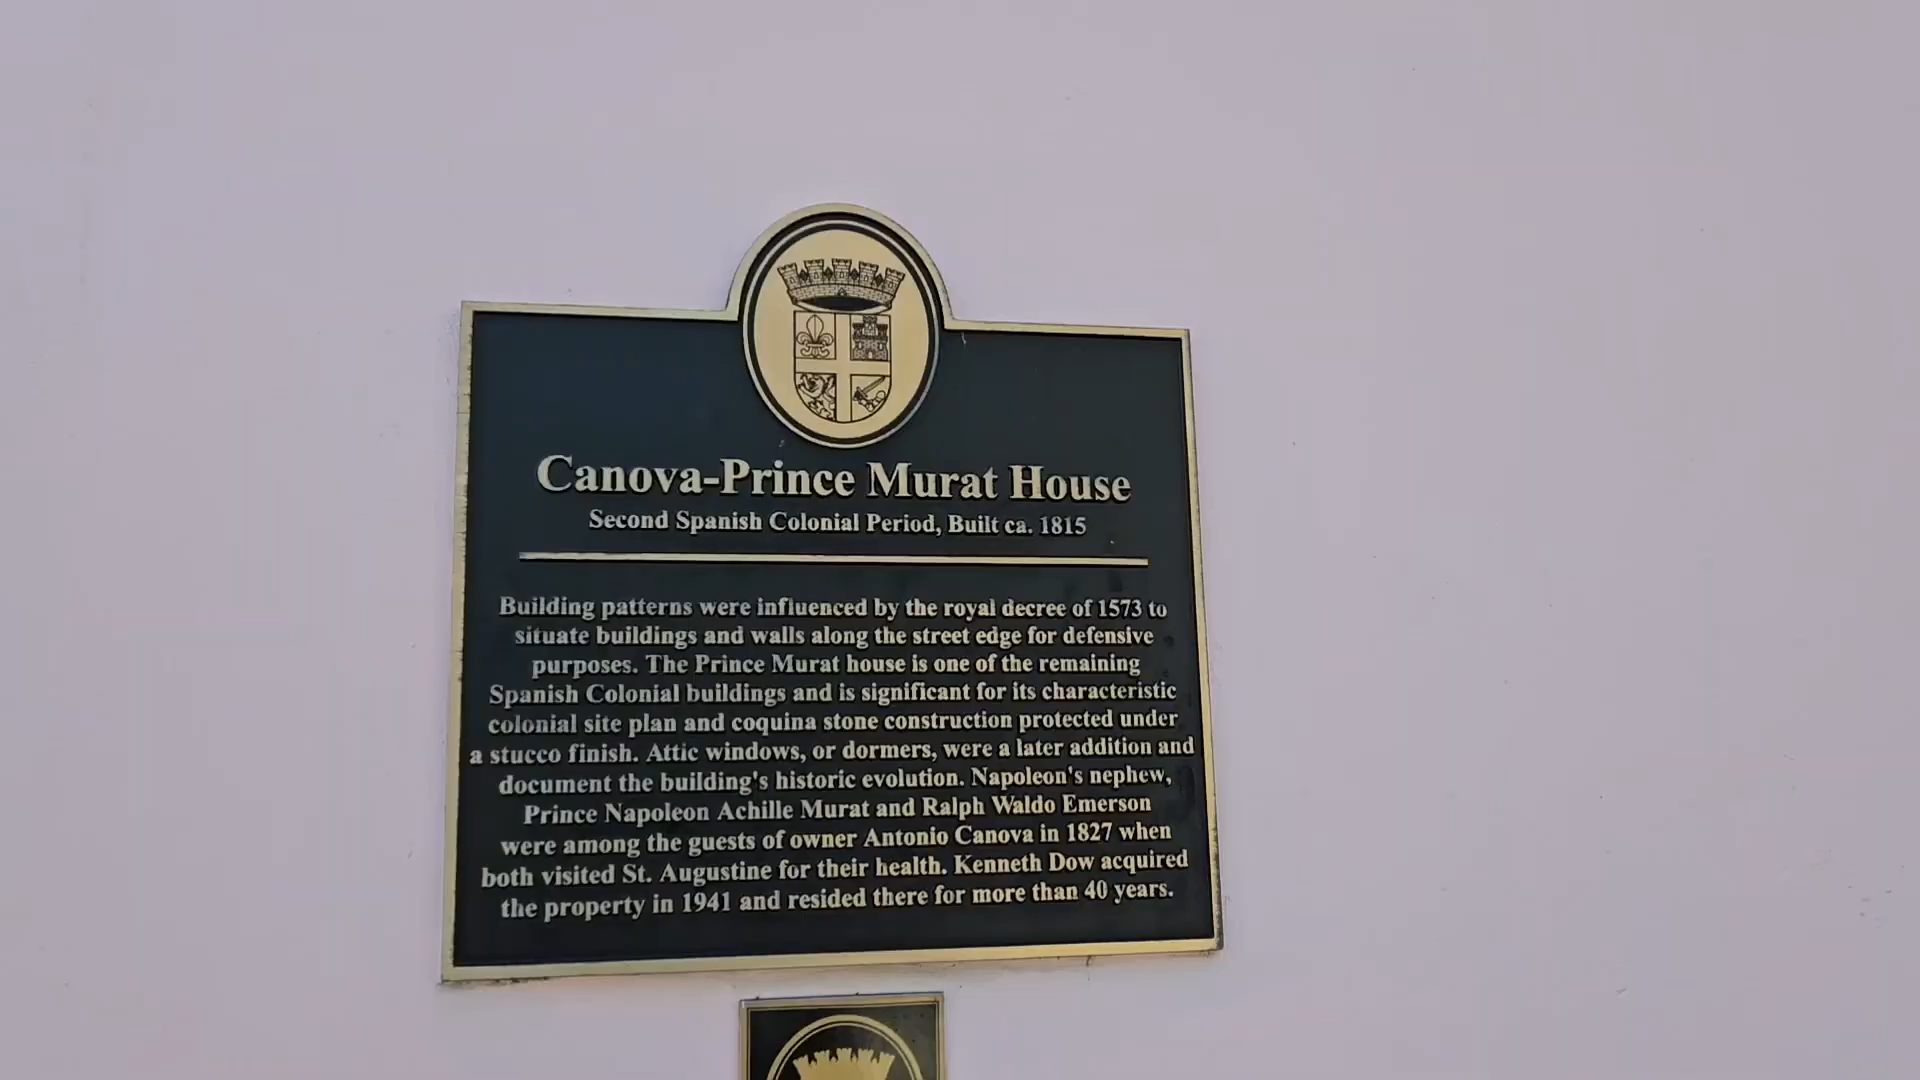 Canova-Prince Murat House
Second Spanish Colonial Period, Built ca. 1815
Building patterns were influenced by the royal decree of 1573 to
situate buildings and walls along the street edge for defensive
purposes. The Prince Murat house is one of the remaining
Spanish Colonial buildings and is significant for its characteristic
colonial site plan and coquina stone construction protected under
a stucco finish. Attic windows, or dormers, were a later addition and
document the building's historic evolution. Napoleon's nephew,
Prince Napoleon Achille Murat and Ralph Waldo Emerson
were among the guests of owner Antonio Canova in 1827 when
both visited St. Augustine for their health. Kenneth Dow acquired
the property in 1941 and resided there for more than 40 years.